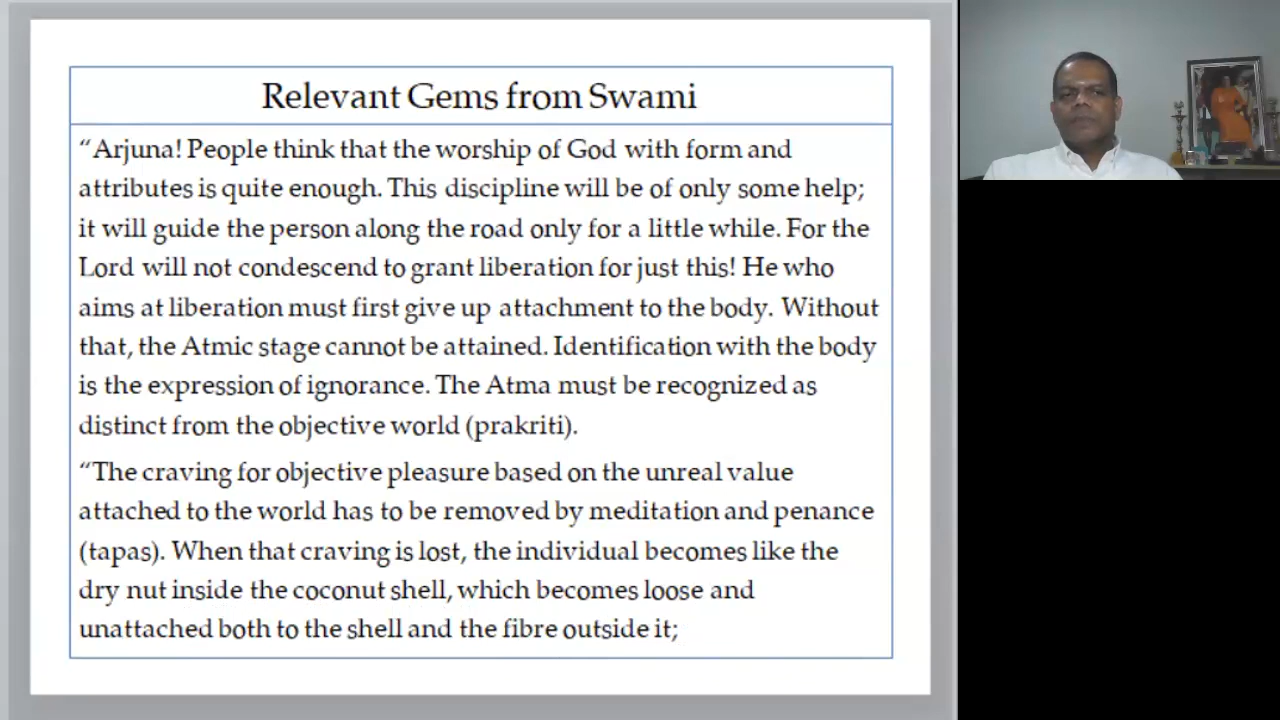 Relevant Gems from Swami
“Arjuna! People think that the worship of God with form and
attributes is quite enough. This discipline will be of only some help;
it will guide the person along the road only for a little while. For the
Lord will not condescend to grant liberation for just this! He who
aims at liberation must first give up attachment to the body. Without
that, the Atmic stage cannot be attained. Identification with the body
is the expression of ignorance. The Atma must be recognized as
distinct from the objective world (prakriti).
“The craving for objective pleasure based on the unreal value
attached to the world has to be removed by meditation and penance
(tapas). When that craving is lost, the individual becomes like the
dry nut inside the coconut shell, which becomes loose and
unattached both to the shell and the fibre outside it;